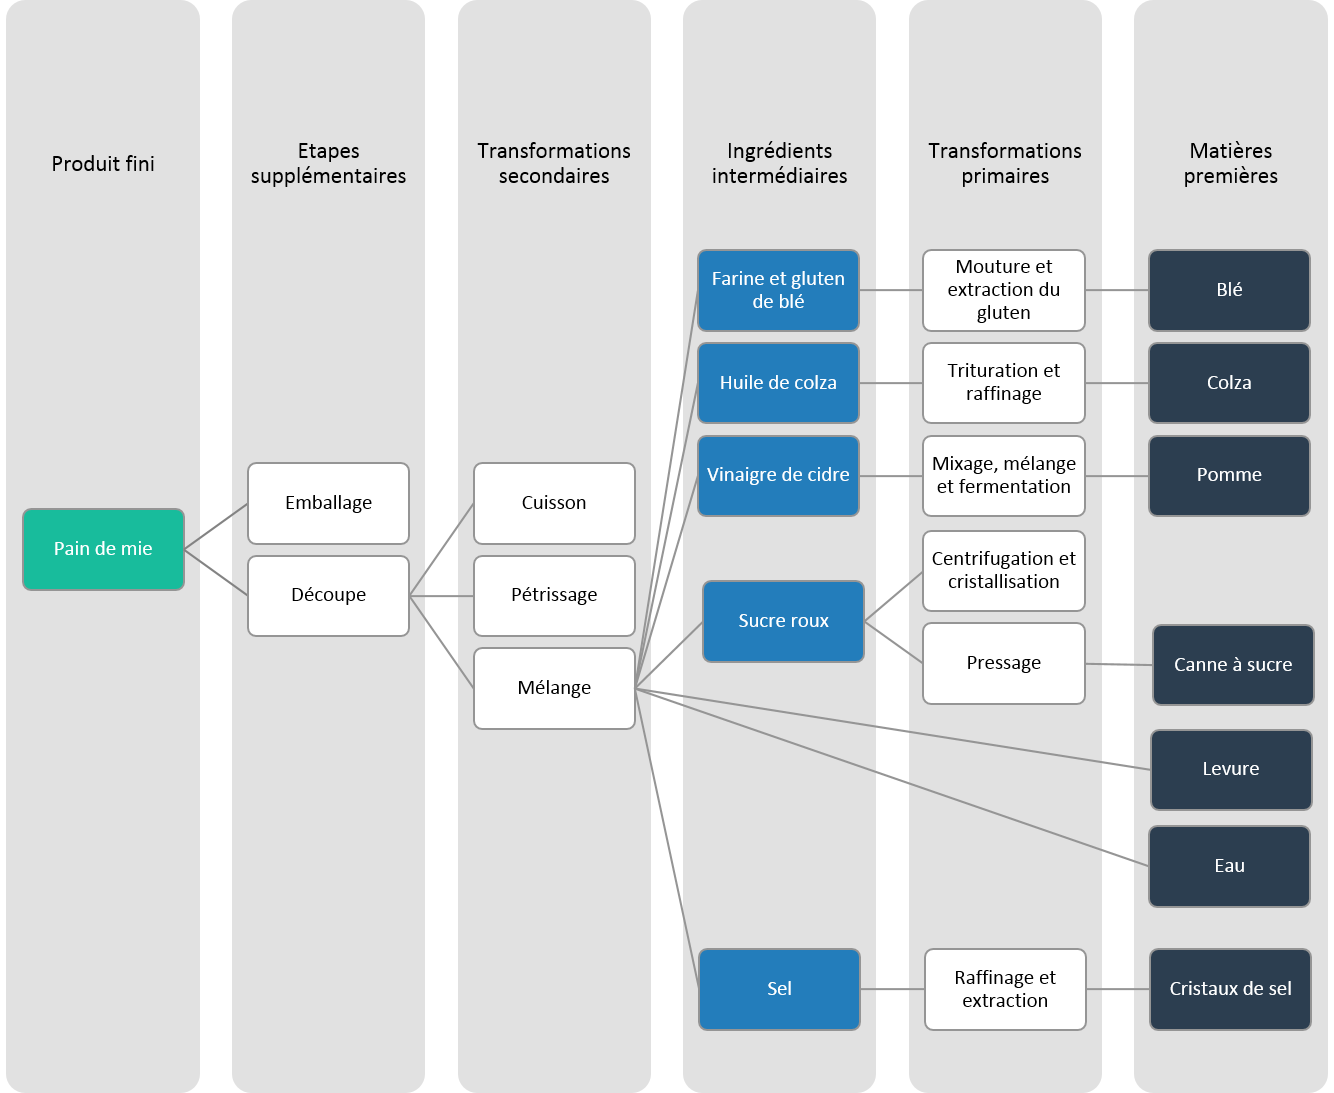 Produit fini
Etapes
supplémentaires
Transformations
secondaires
Ingrédients
intermédiaires
Transformations
primaires
Matières
premières
Pain de mie
Emballage
Découpe
Cuisson
Pétrissage
Mélange
Farine et gluten
de blé
Huile de colza
Vinaigre de cidre
Sucre roux
Sel
Mouture et
extraction du
gluten
Trituration et
raffinage
Mixage, mélange
et fermentation
Centrifugation et
cristallisation
Pressage
Raffinage et
extraction
Blé
Colza
Pomme
Canne à sucre
Levure
Eau
Cristaux de sel